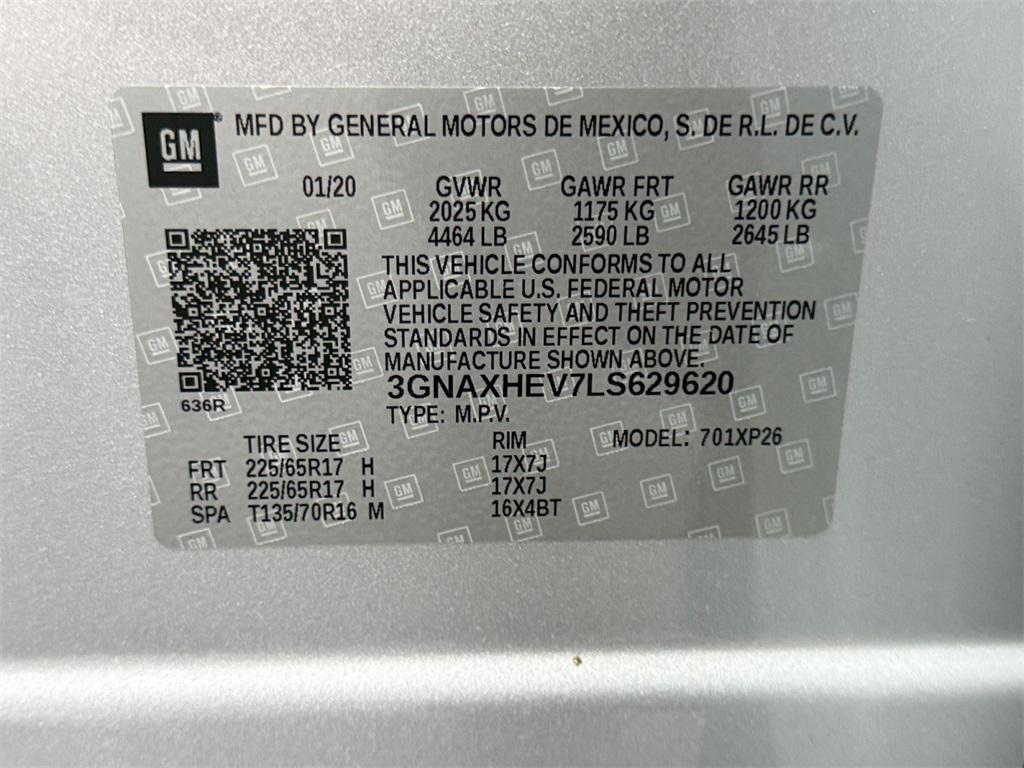 GM® MFD BY GENERAL MOTORS DE MEXICO, S. DE R.L. DE C.V.
01/20 GVWR GAWR FRT GAWR RR
2025 KG 1175 KG 1200 KG
4464 LB 2590 LB 2645 LB
THIS VEHICLE CONFORMS TO ALL
APPLICABLE U.S. FEDERAL MOTOR
VEHICLE SAFETY AND THEFT PREVENTION
STANDARDS IN EFFECT ON THE DATE OF
MANUFACTURE SHOWN ABOVE.
3GNAXHEV7LS629620
636R
TYPE: M.P.V.
TIRE SIZE RIM MODEL: 701XP26
FRT 225/65R17 H 17X7J
RR 225/65R17 H 17X7J
SPA T135/70R16 M 16X4BT